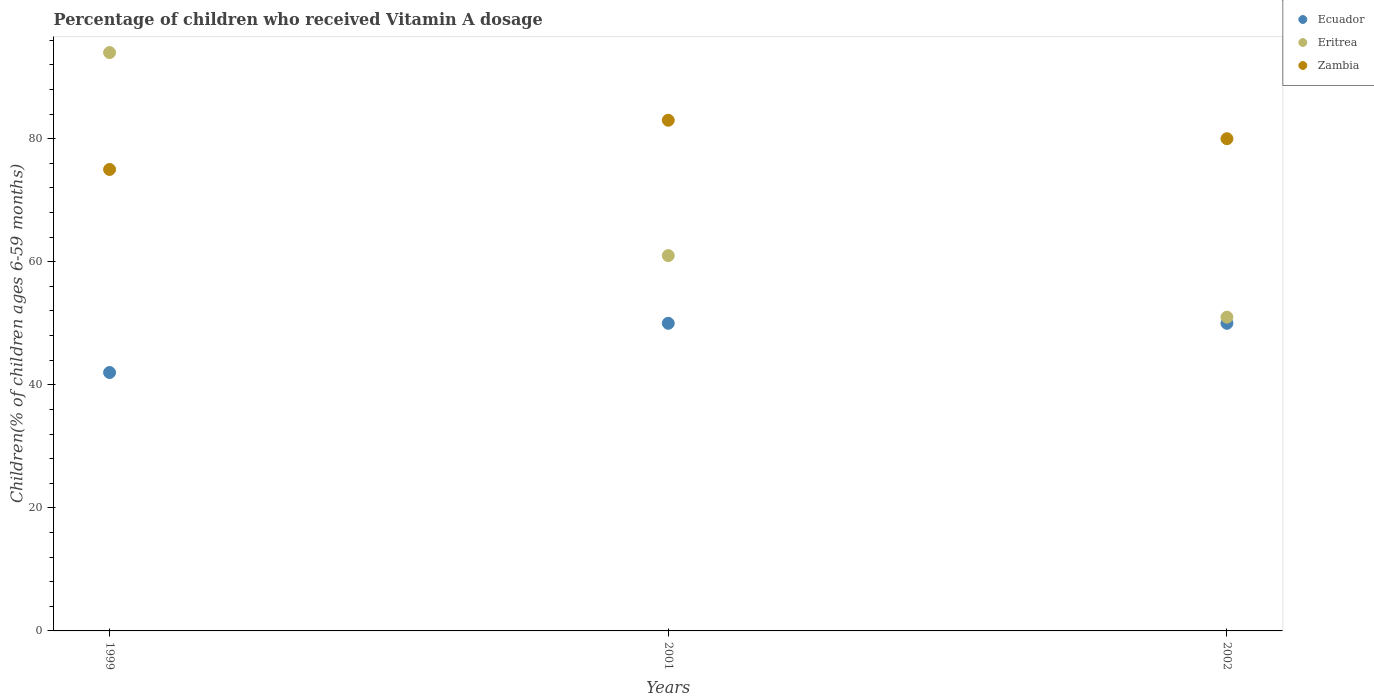 Percentage of children who received Vitamin A dosage
Ecuador
Eritrea
Zambia
Children(% of children ages 6-59 months)
80
60
40
20
0
1999
2001
2002
Years